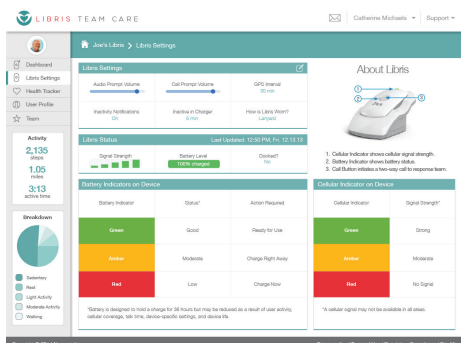 LIBRIS TEAM CARE
Catherine Michaels
Support
Joe's Libris
Libris Settings
Dashboard
Libris Settings
Health Tracker
User Profile
Team
Activity
2,135
steps
1.05
miles
3:13
active time
Breakdown
Sedentary
Rest
Light Activity
Moderate Activity
Walking
Libris Settings
Audio Prompt Volume
Call Prompt Volume
GPS Interval
30 min
Inactivity Notifications
On
Inactive in Charger
5 min
How is Libris Worn?
Lanyard
Libris Status
Last Updated: 12:50 PM, Fri. 12.13.13
Signal Strength
Battery Level
100% charged
Docked?
No
About Libris
1
2
3
1. Cellular Indicator shows cellular signal strength.
2. Battery Indicator shows battery status.
3. Call Button initiates a two-way call to response team.
Battery Indicators on Device
Battery Indicator
Status*
Action Required
Green
Good
Ready for Use
Amber
Moderate
Charge Right Away
Red
Low
Charge Now
*Battery is designed to hold a charge for 36 hours but may be reduced as a result of user activity,
cellular coverage, talk time, device-specific settings, and device life.
Cellular Indicator on Device
Cellular Indicator
Signal Strength*
Green
Strong
Amber
Moderate
Red
No Signal
*A cellular signal may not be available in all areas.